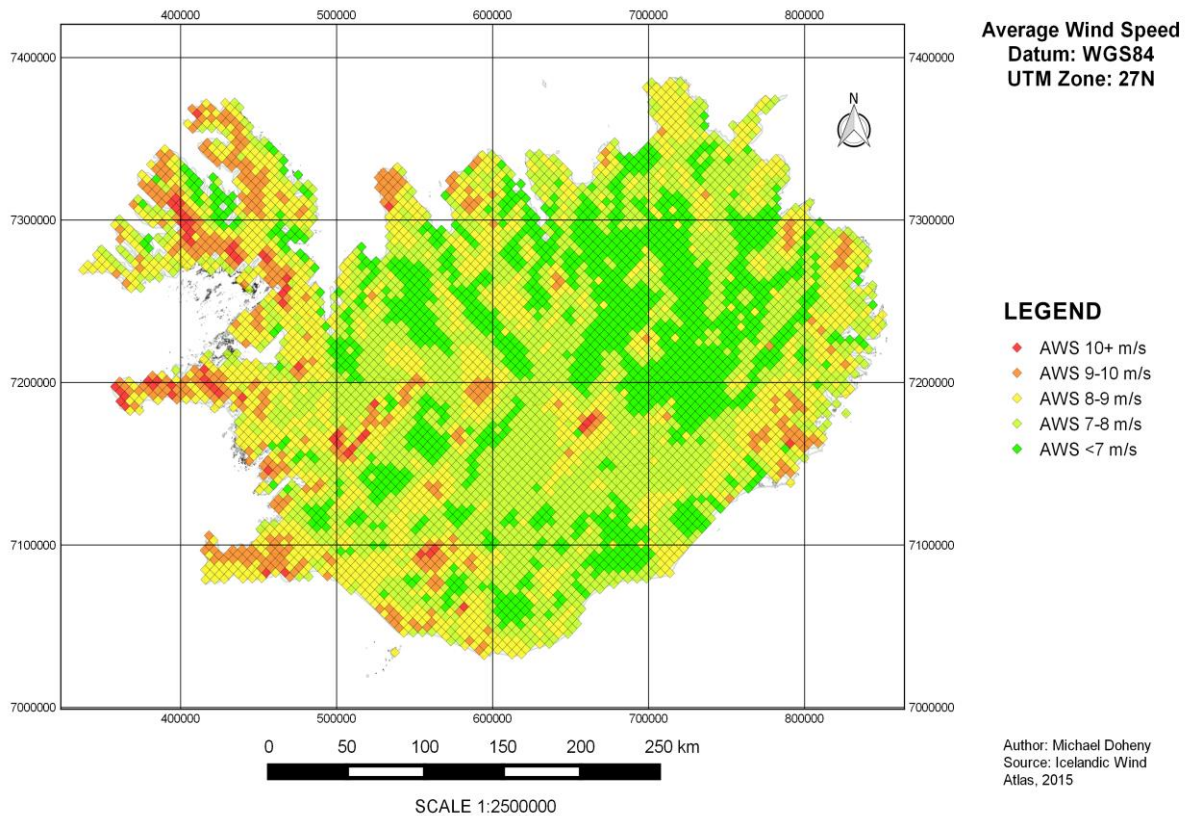 400000 500000 600000 700000 800000
7400000 7400000
7300000 7300000
7200000 7200000
7100000 7100000
7000000 7000000
400000 500000 600000 700000 800000
N
Average Wind Speed
Datum: WGS84
UTM Zone: 27N
LEGEND
AWS 10+ m/s
AWS 9-10 m/s
AWS 8-9 m/s
AWS 7-8 m/s
AWS <7 m/s
0 50 100 150 200 250 km
SCALE 1:2500000
Author: Michael Doheny
Source: Icelandic Wind
Atlas, 2015